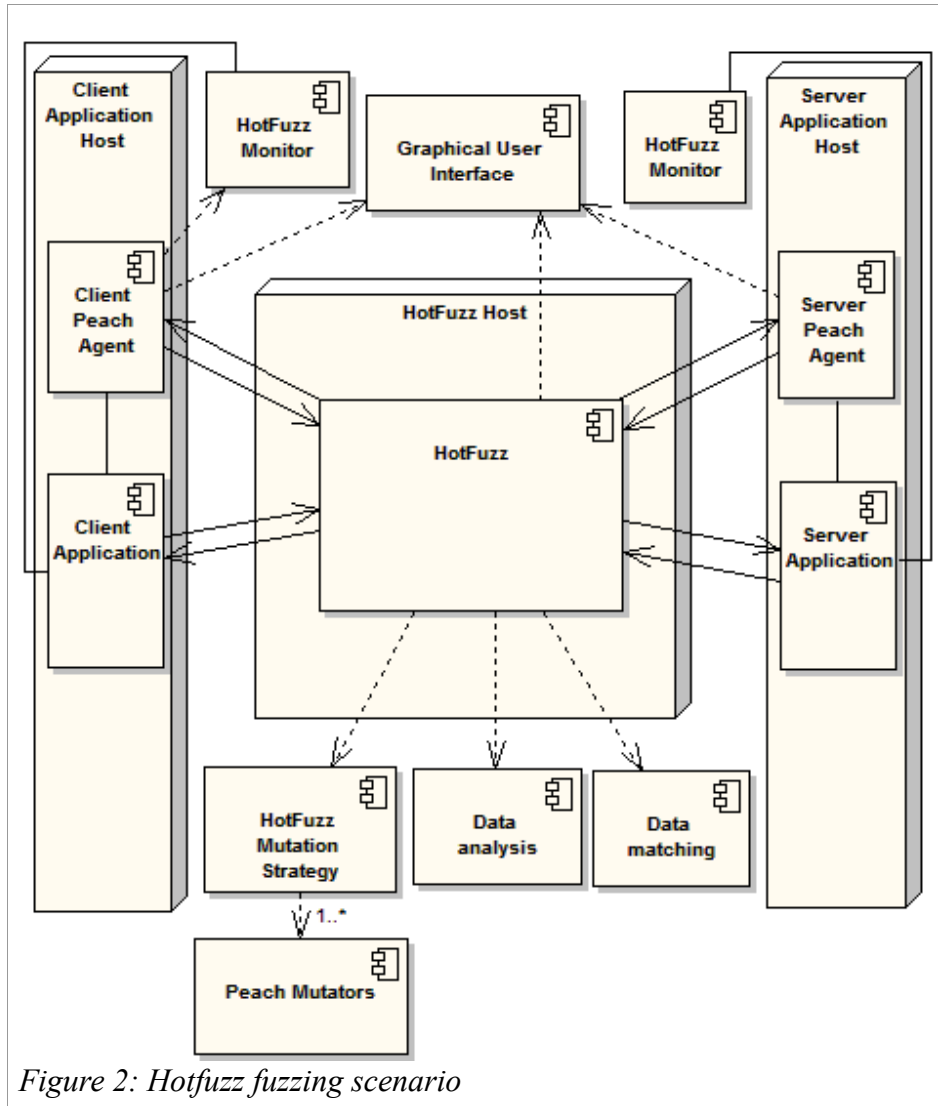 Client
Application
Host
HotFuzz
Monitor
Graphical User
Interface
HotFuzz
Monitor
Server
Application
Host
Client
Peach
Agent
HotFuzz Host
Server
Peach
Agent
HotFuzz
Client
Application
Server
Application
HotFuzz
Mutation
Strategy
Data
analysis
Data
matching
1..*
Peach Mutators
Figure 2: Hotfuzz fuzzing scenario